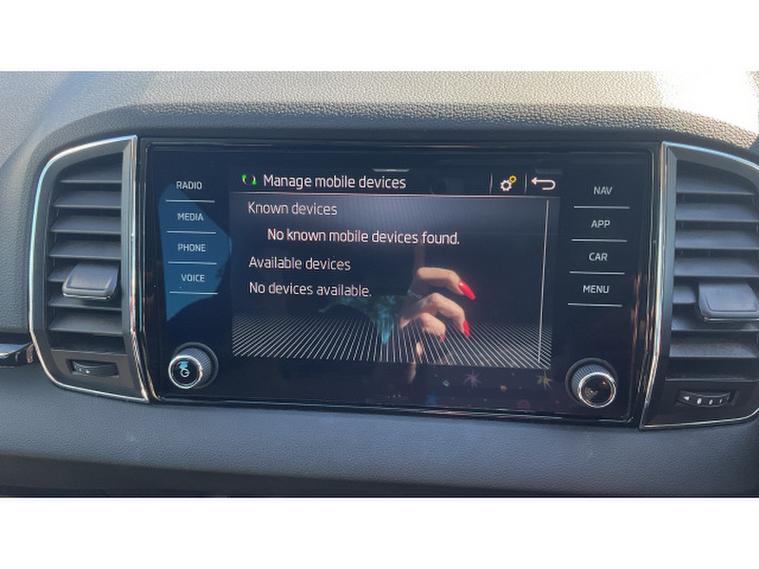 RADIO
MEDIA
PHONE
VOICE
Manage mobile devices
Known devices
No known mobile devices found.
Available devices
No devices available.
NAV
APP
CAR
MENU